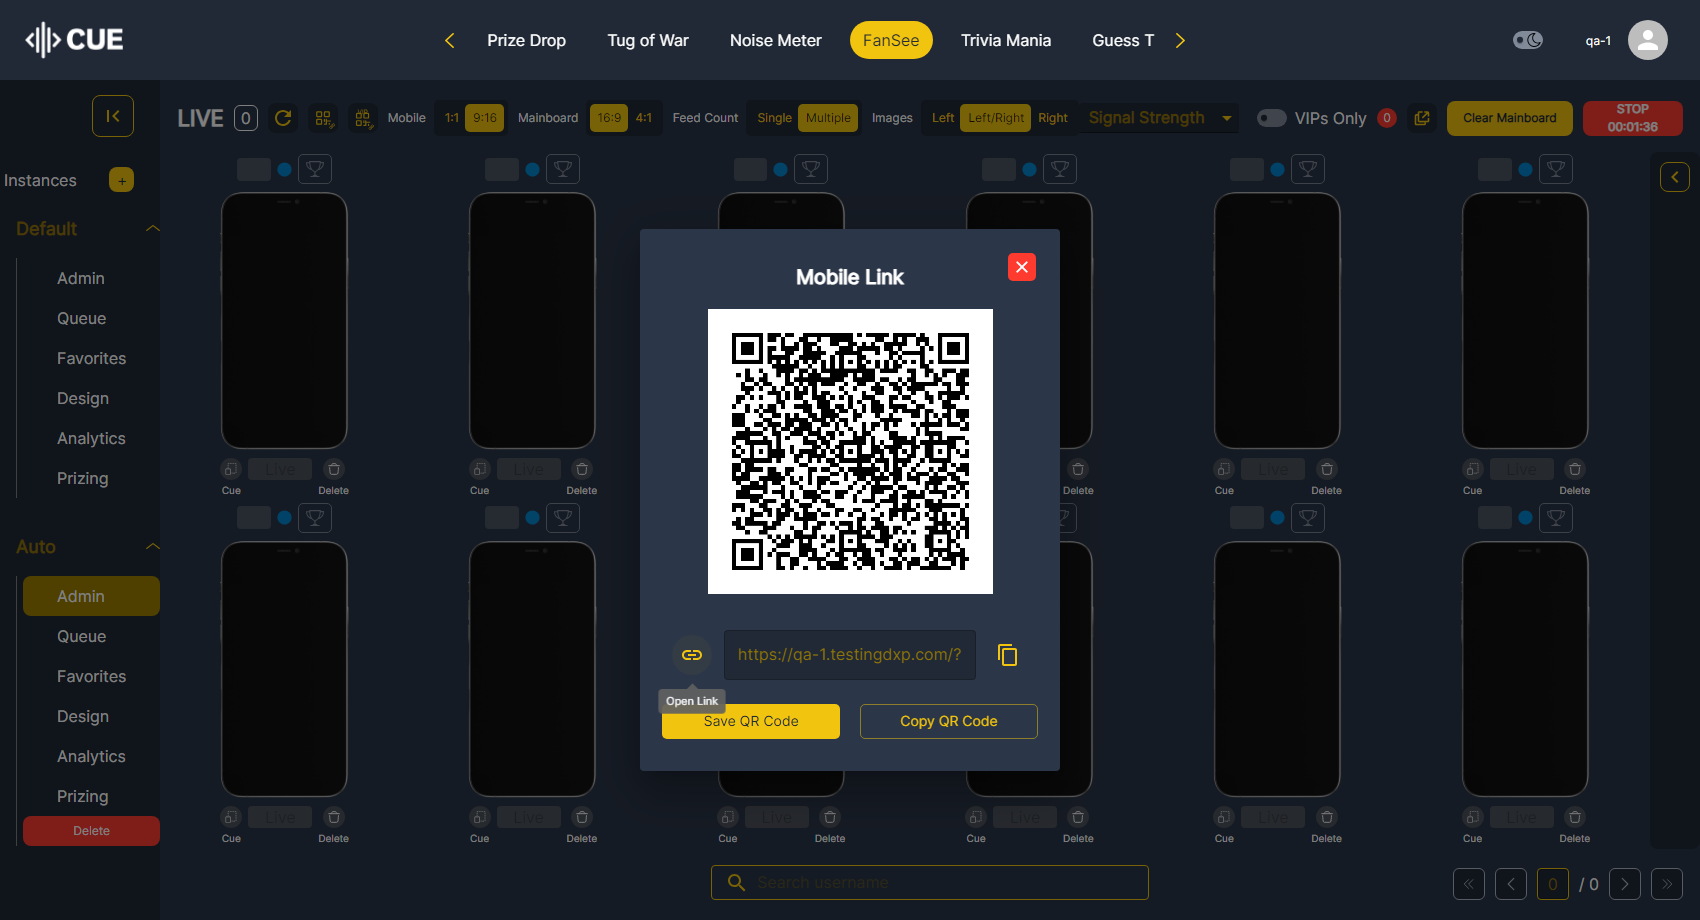 CUE
Prize Drop Tug of War Noise Meter FanSee Trivia Mania Guess T
qa-1
LIVE 0 Mobile 1:1 9:16 Mainboard 16:9 4:1 Feed Count Single Multiple Images Left Left/Right Right Signal Strength VIPs Only 0 Clear Mainboard STOP
00:01:36
Instances +
Default
Admin
Queue
Favorites
Design
Analytics
Prizing
Auto
Admin
Queue
Favorites
Design
Analytics
Prizing
Delete
Mobile Link
https://qa-1.testingdxp.com/?
Open Link
Save QR Code Copy QR Code
Live Live Live Live
Cue Delete Cue Delete Delete Cue Delete Cue Delete
Live Live Live Live Live Live
Cue Delete Cue Delete Cue Delete Cue Delete Cue Delete Cue Delete
Search username
0 / 0